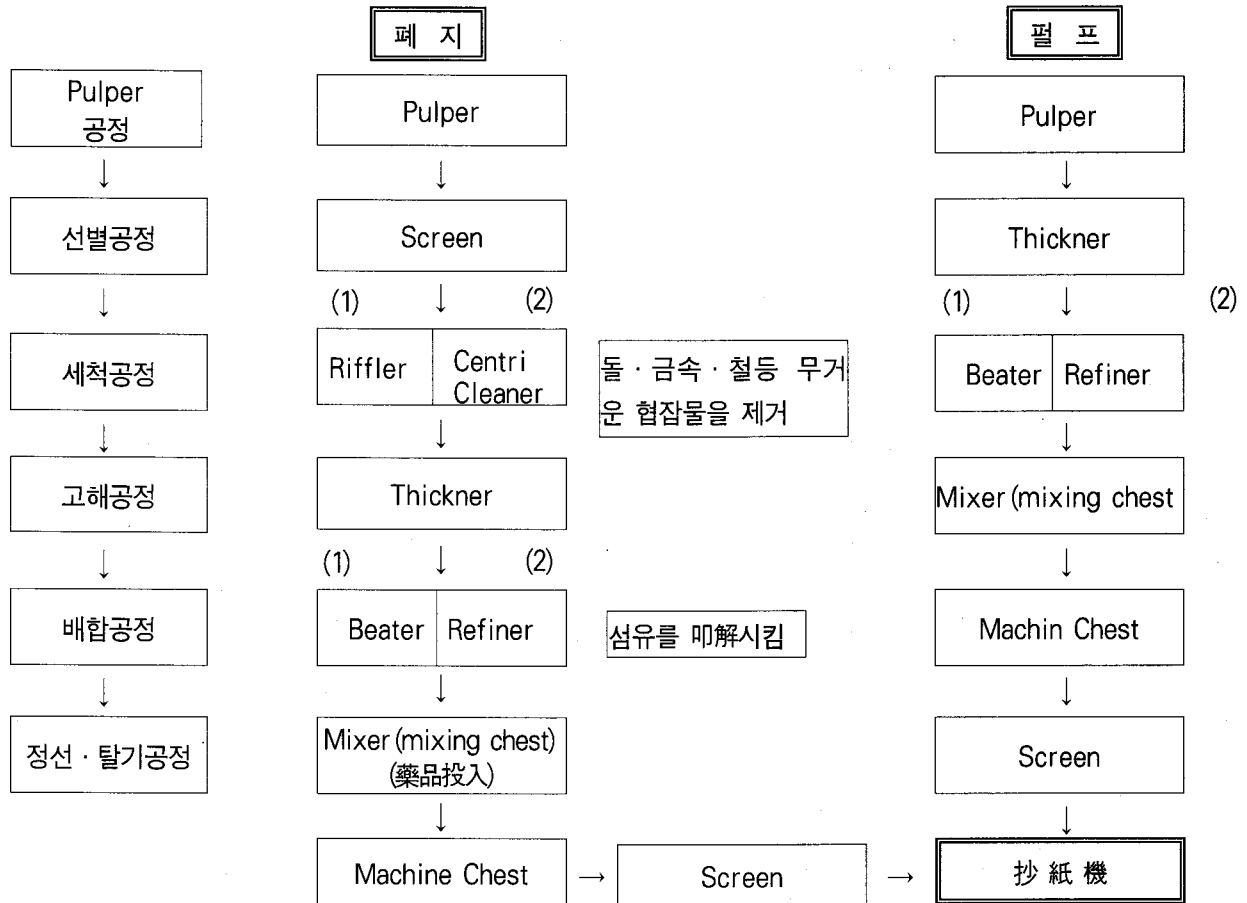 폐 지
펄 프
Pulper
공정
Pulper
Pulper
↓
↓
↓
선별공정
Screen
Thickner
↓
(1) ↓ (2)
(1) ↓ (2)
세척공정
Riffler
Centri
Cleaner
돌 · 금속 · 철등 무거
운 협잡물을 제거
Beater
Refiner
↓
↓
↓
고해공정
Thickner
Mixer (mixing chest
↓
(1) ↓ (2)
↓
배합공정
Beater
Refiner
섬유를 叩解시킴
Machin Chest
↓
↓
↓
정선 · 탈기공정
Mixer (mixing chest)
(藥品投入)
Screen
↓
↓
Machine Chest
→
Screen
→
抄 紙 機